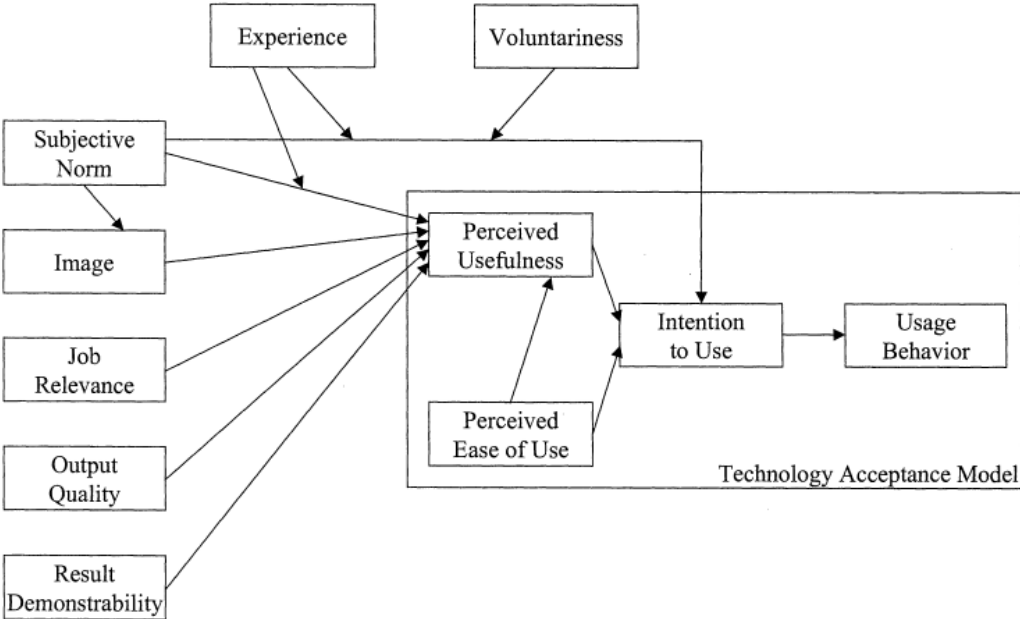 Experience
Voluntariness
Subjective
Norm
Image
Perceived
Usefulness
Intention
to Use
Usage
Behavior
Job
Relevance
Perceived
Ease of Use
Output
Quality
Technology Acceptance Model
Result
Demonstrability